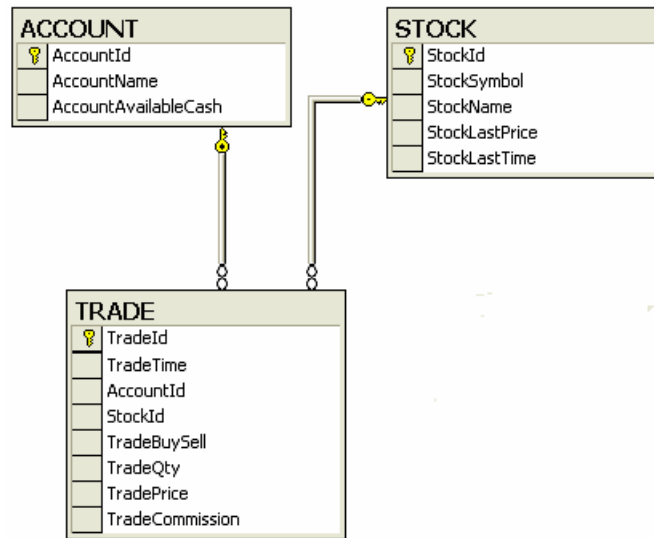 ACCOUNT
AccountId
AccountName
AccountAvailableCash
STOCK
StockId
StockSymbol
StockName
StockLastPrice
StockLastTime
TRADE
TradeId
TradeTime
AccountId
StockId
TradeBuySell
TradeQty
TradePrice
TradeCommission